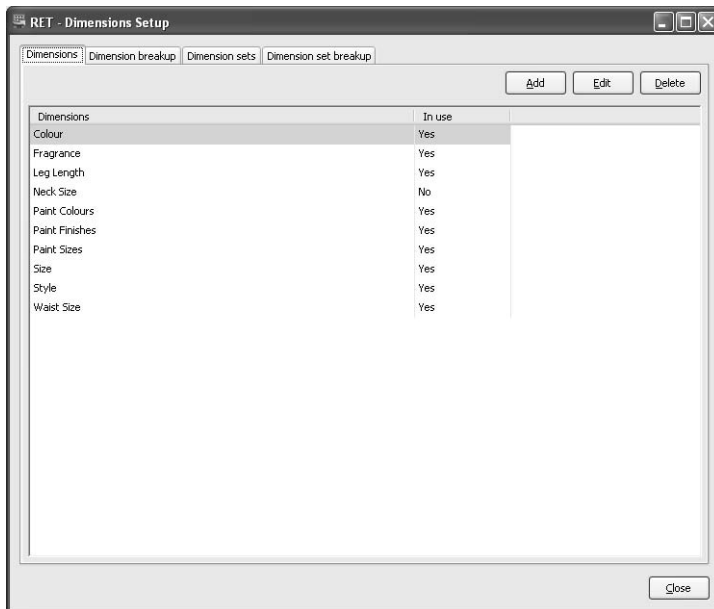 RET - Dimensions Setup
Dimensions Dimension breakup Dimension sets Dimension set breakup
Add Edit Delete
Dimensions In use
Colour Yes
Fragrance Yes
Leg Length Yes
Neck Size No
Paint Colours Yes
Paint Finishes Yes
Paint Sizes Yes
Size Yes
Style Yes
Waist Size Yes
Close